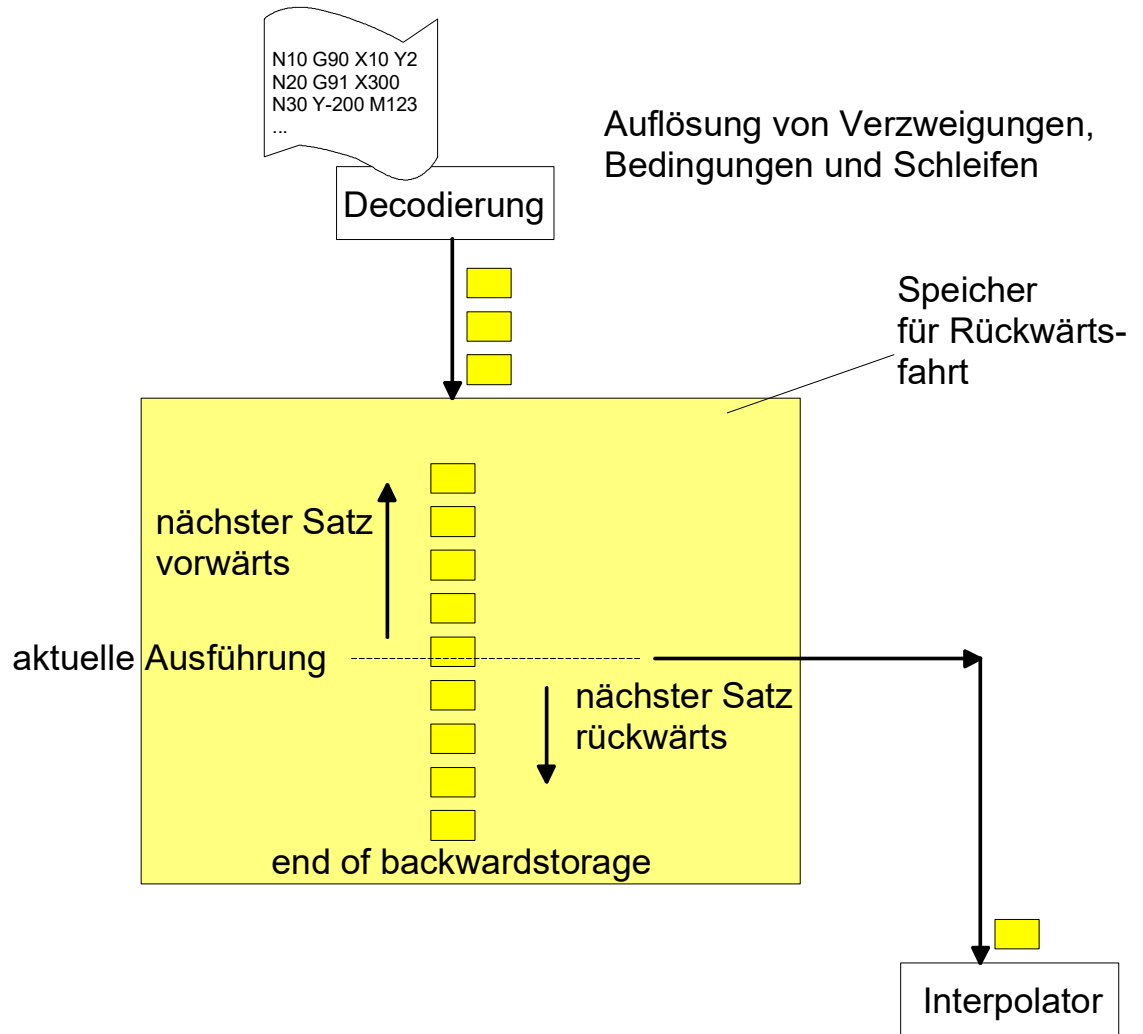 N10 G90 X10 Y2
N20 G91 X300
N30 Y-200 M123
...
Auflösung von Verzweigungen,
Bedingungen und Schleifen
Decodierung
Speicher
für Rückwärts-
fahrt
nächster Satz
vorwärts
aktuelle Ausführung
nächster Satz
rückwärts
end of backwardstorage
Interpolator